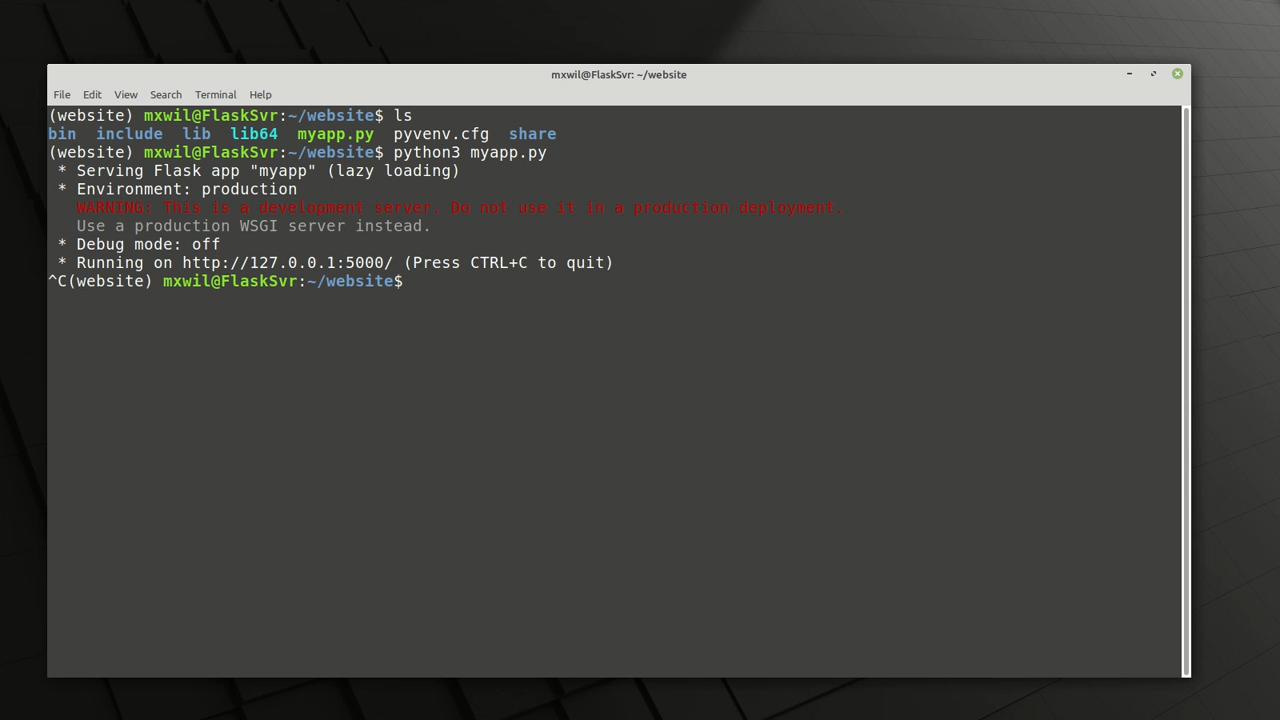 mxwil@FlaskSvr: ~/website
File Edit View Search Terminal Help
(website) mxwil@FlaskSvr:~/website$ ls
bin  include  lib  lib64  myapp.py  pyvenv.cfg  share
(website) mxwil@FlaskSvr:~/website$ python3 myapp.py
 * Serving Flask app "myapp" (lazy loading)
 * Environment: production
   WARNING: This is a development server. Do not use it in a production deployment.
   Use a production WSGI server instead.
 * Debug mode: off
 * Running on http://127.0.0.1:5000/ (Press CTRL+C to quit)
^C(website) mxwil@FlaskSvr:~/website$